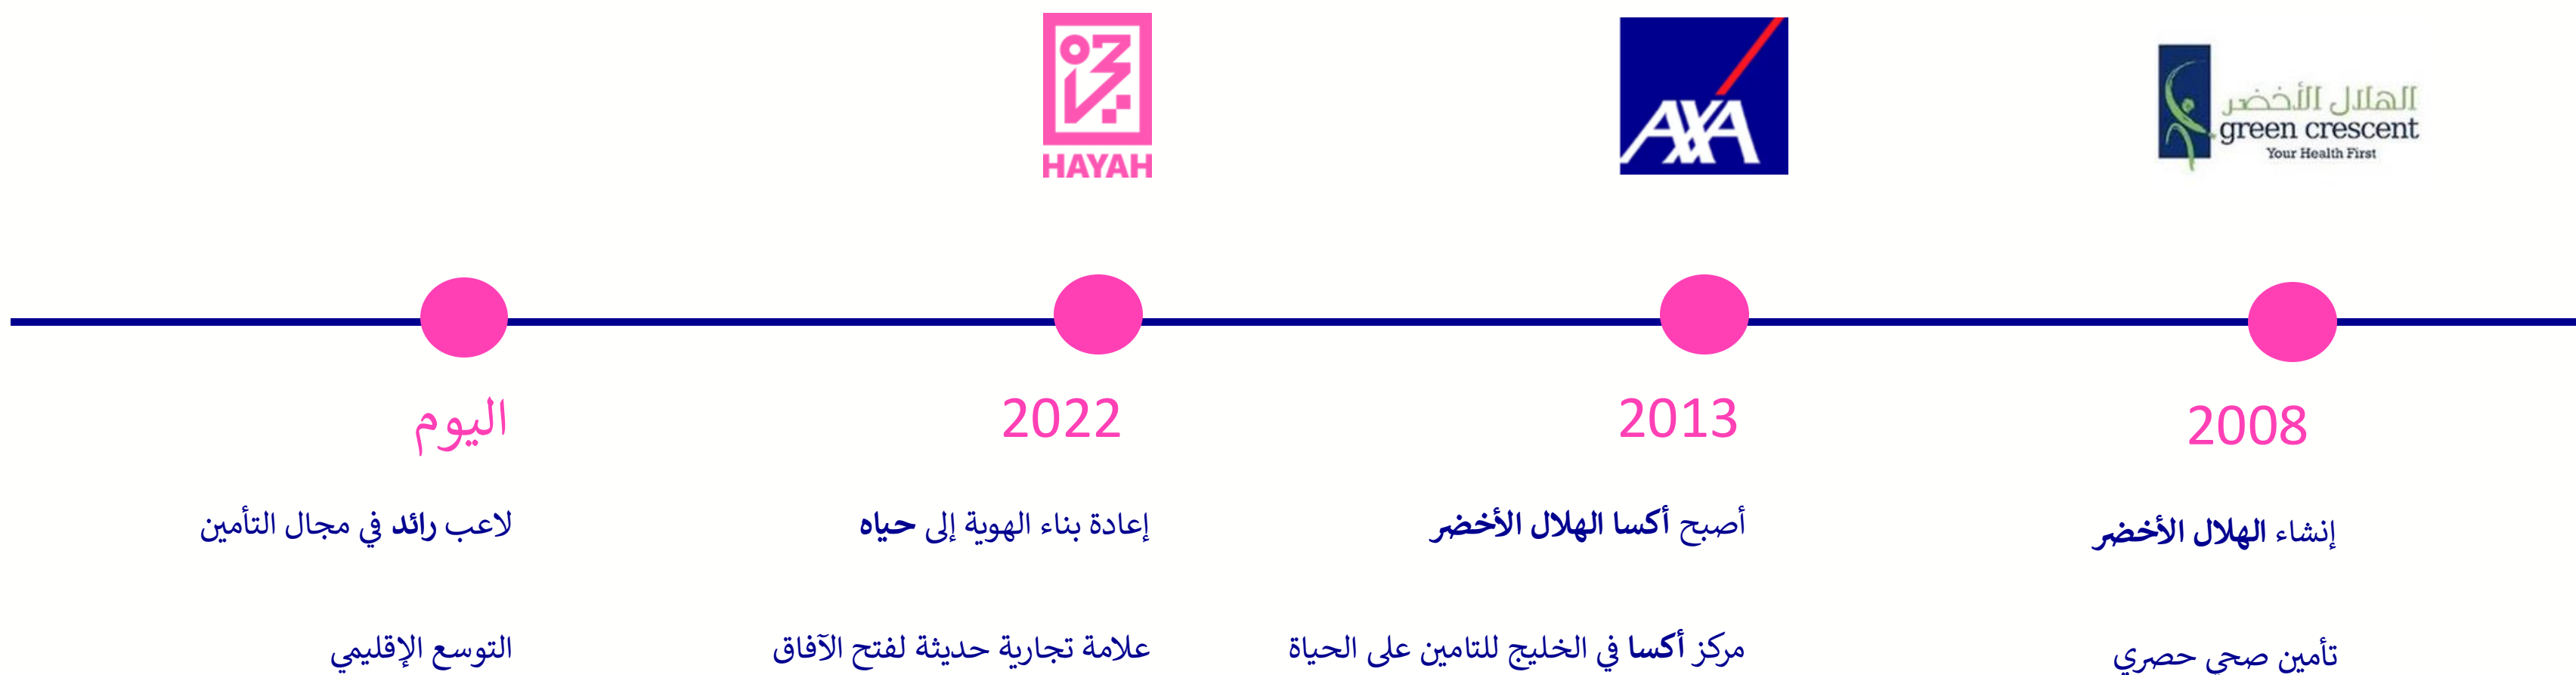 الهلال الأخضر
green crescent
Your Health First
AXA
حياة
HAYAH
2008
إنشاء الهلال الأخضر
تأمين صحي حصري
2013
أصبح أكسا الهلال الأخضر
مركز أكسا في الخليج للتامين على الحياة
2022
إعادة بناء الهوية إلى حياه
علامة تجارية حديثة لفتح الآفاق
اليوم
لاعب رائد في مجال التأمين
التوسع الإقليمي